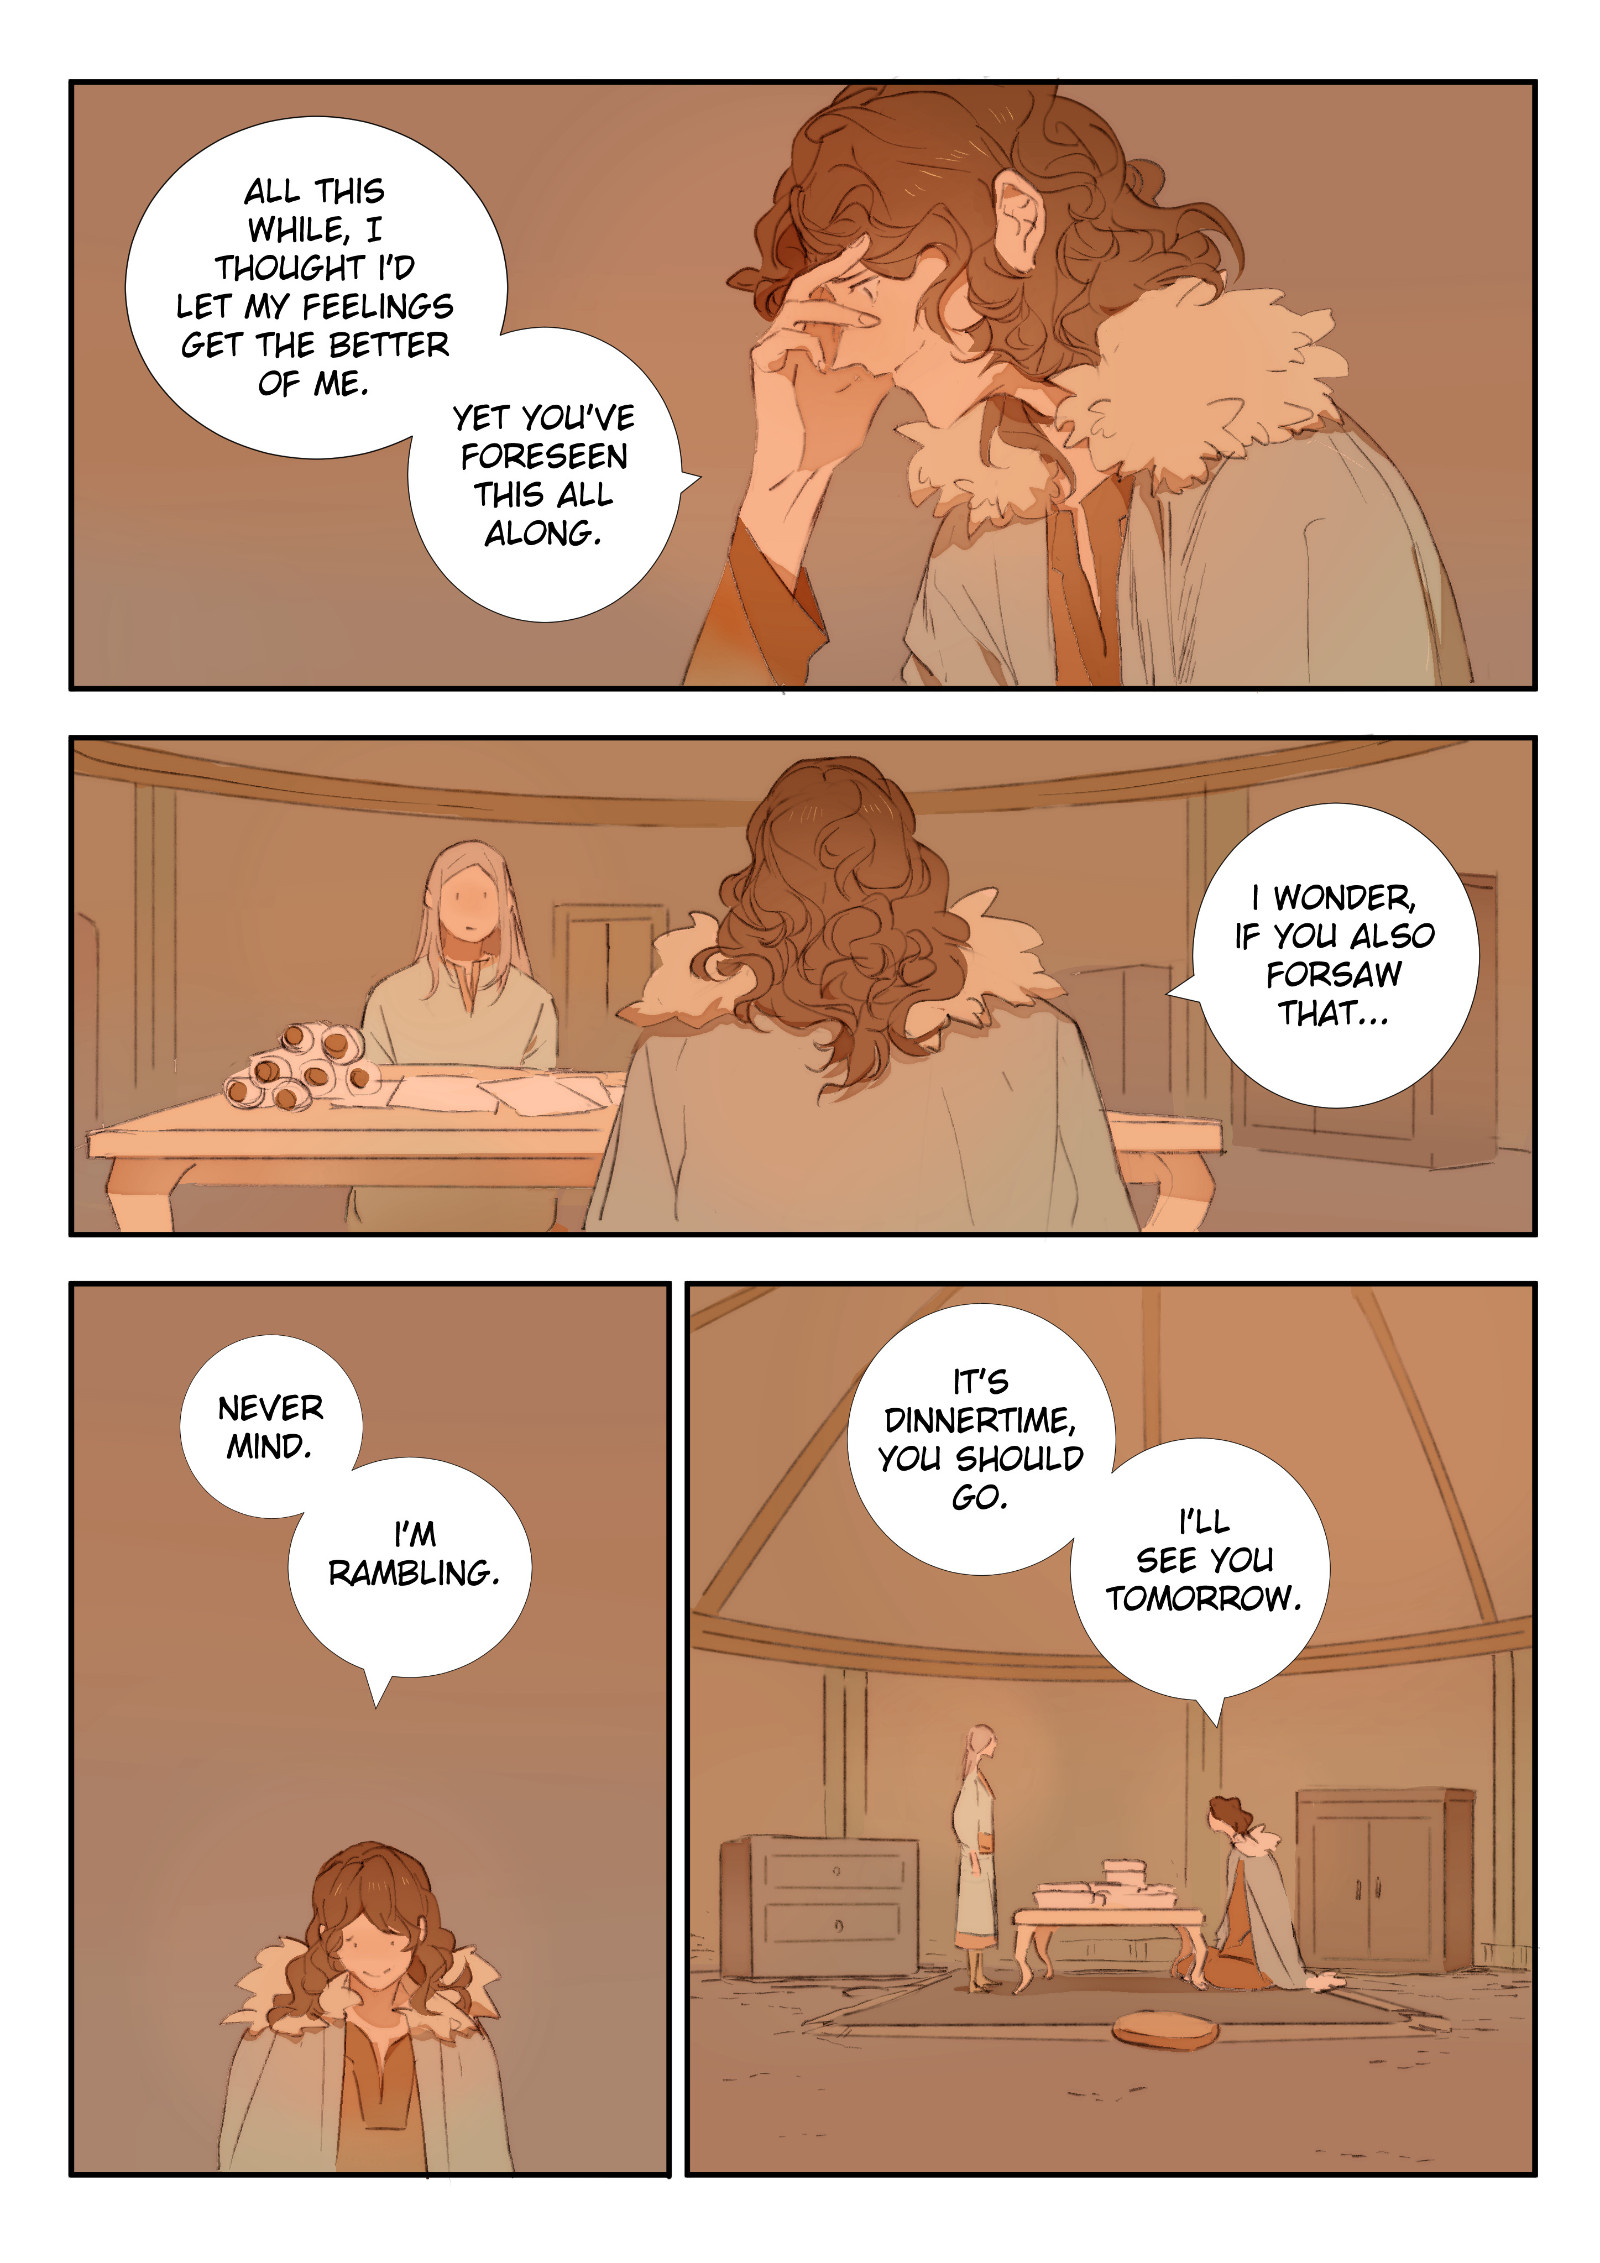 ALL THIS
WHILE, I
THOUGHT I'D
LET MY FEELINGS
GET THE BETTER
OF ME.
YET YOU'VE
FORESEEN
THIS ALL
ALONG.
I WONDER,
IF YOU ALSO
FORSAW
THAT...
NEVER
MIND.
I'M
RAMBLING.
IT'S
DINNERTIME,
YOU SHOULD
GO.
I'LL
SEE YOU
TOMORROW.